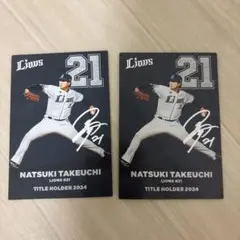 Lions 21
NATSUKI TAKEUCHI
LIONS #21
TITLE HOLDER 2024
Lions 21
NATSUKI TAKEUCHI
LIONS #21
TITLE HOLDER 2024